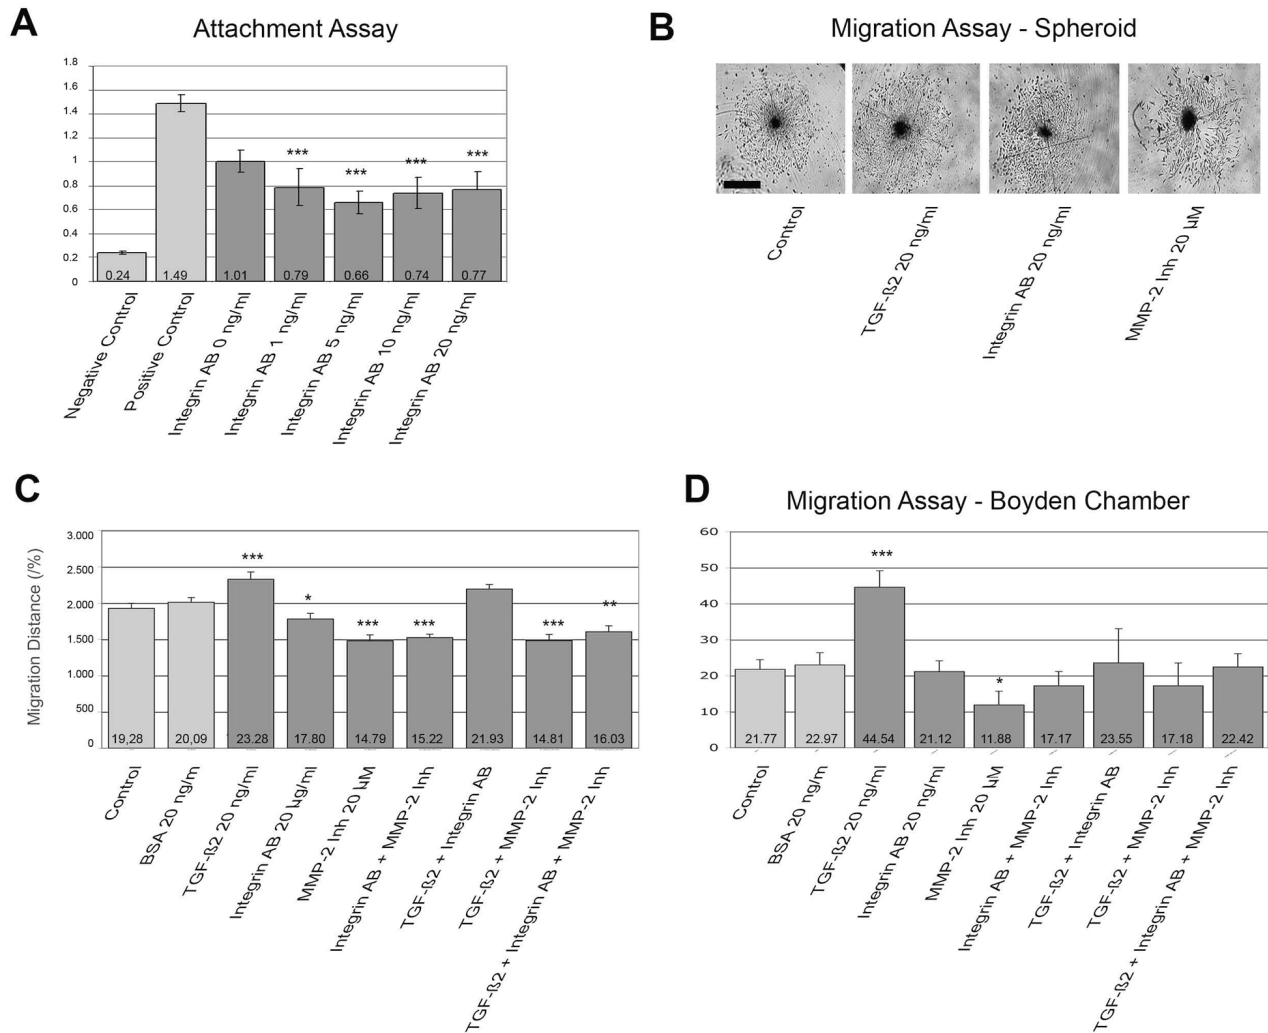 A
Attachment Assay
1.8
1.6
1.4
1.2
1
0.8
0.6
0.4
0.2
0
***
***
***
***
0.24
1.49
1.01
0.79
0.66
0.74
0.77
Negative Control
Positive Control
Integrin AB 0 ng/ml
Integrin AB 1 ng/ml
Integrin AB 5 ng/ml
Integrin AB 10 ng/ml
Integrin AB 20 ng/ml
B
Migration Assay - Spheroid
Control
TGF-ß2 20 ng/ml
Integrin AB 20 ng/ml
MMP-2 Inh 20 µM
C
Migration Distance (/%)
3.000
2.500
2.000
1.500
1.000
500
0
***
*
***
***
***
**
19,28
20,09
23.28
17.80
14.79
15.22
21.93
14.81
16.03
Control
BSA 20 ng/m
TGF-ß2 20 ng/ml
Integrin AB 20 µg/ml
MMP-2 Inh 20 µM
Integrin AB + MMP-2 Inh
TGF-ß2 + Integrin AB
TGF-ß2 + MMP-2 Inh
TGF-ß2 + Integrin AB + MMP-2 Inh
D
Migration Assay - Boyden Chamber
60
50
40
30
20
10
0
***
*
21.77
22.97
44.54
21.12
11.88
17.17
23.55
17.18
22.42
Control
BSA 20 ng/m
TGF-ß2 20 ng/ml
Integrin AB 20 ng/ml
MMP-2 Inh 20 µM
Integrin AB + MMP-2 Inh
TGF-ß2 + Integrin AB
TGF-ß2 + MMP-2 Inh
TGF-ß2 + Integrin AB + MMP-2 Inh